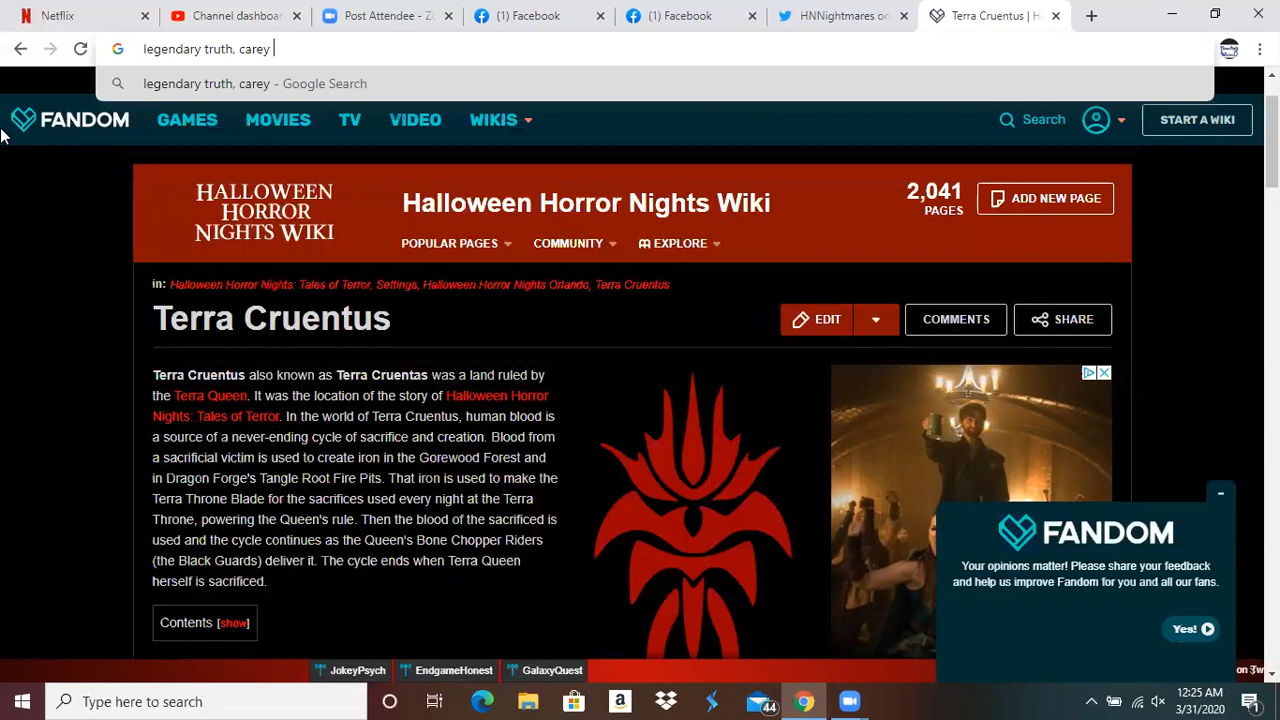 Netflix
Channel dashboar
Post Attendee - Zo
(1) Facebook
(1) Facebook
HNNightmares on
Terra Cruentus | H
legendary truth, carey
legendary truth, carey - Google Search
FANDOM
GAMES
MOVIES
TV
VIDEO
WIKIS
Search
START A WIKI
HALLOWEEN
HORROR
NIGHTS WIKI
Halloween Horror Nights Wiki
2,041
PAGES
ADD NEW PAGE
POPULAR PAGES
COMMUNITY
EXPLORE
in: Halloween Horror Nights: Tales of Terror, Settings, Halloween Horror Nights Orlando, Terra Cruentus
Terra Cruentus
EDIT
COMMENTS
SHARE
Terra Cruentus also known as Terra Cruentas was a land ruled by
the Terra Queen. It was the location of the story of Halloween Horror
Nights: Tales of Terror. In the world of Terra Cruentus, human blood is
a source of a never-ending cycle of sacrifice and creation. Blood from
a sacrificial victim is used to create iron in the Gorewood Forest and
in Dragon Forge's Tangle Root Fire Pits. That iron is used to make the
Terra Throne Blade for the sacrifices used every night at the Terra
Throne, powering the Queen's rule. Then the blood of the sacrificed is
used and the cycle continues as the Queen's Bone Chopper Riders
(the Black Guards) deliver it. The cycle ends when Terra Queen
herself is sacrificed.
Contents [show]
FANDOM
Your opinions matter! Please share your feedback
and help us improve Fandom for you and all our fans.
Yes!
JokeyPsych
EndgameHonest
GalaxyQuest
Type here to search
44
12:25 AM
3/31/2020
1